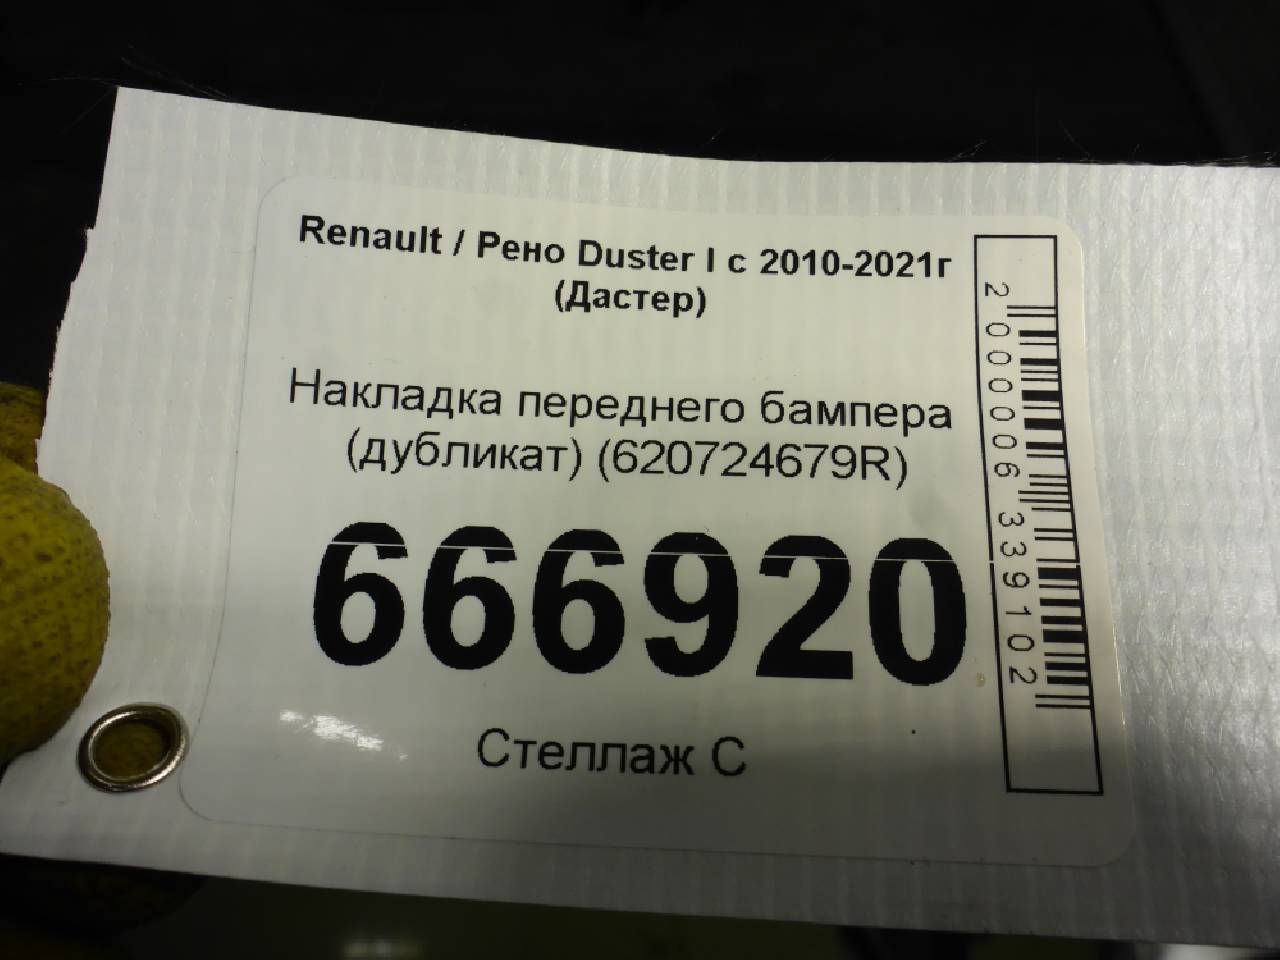 Renault / Рено Duster I с 2010-2021г
(Дастер)
Накладка переднего бампера
(дубликат) (620724679R)
666920
Стеллаж С
2000006339102